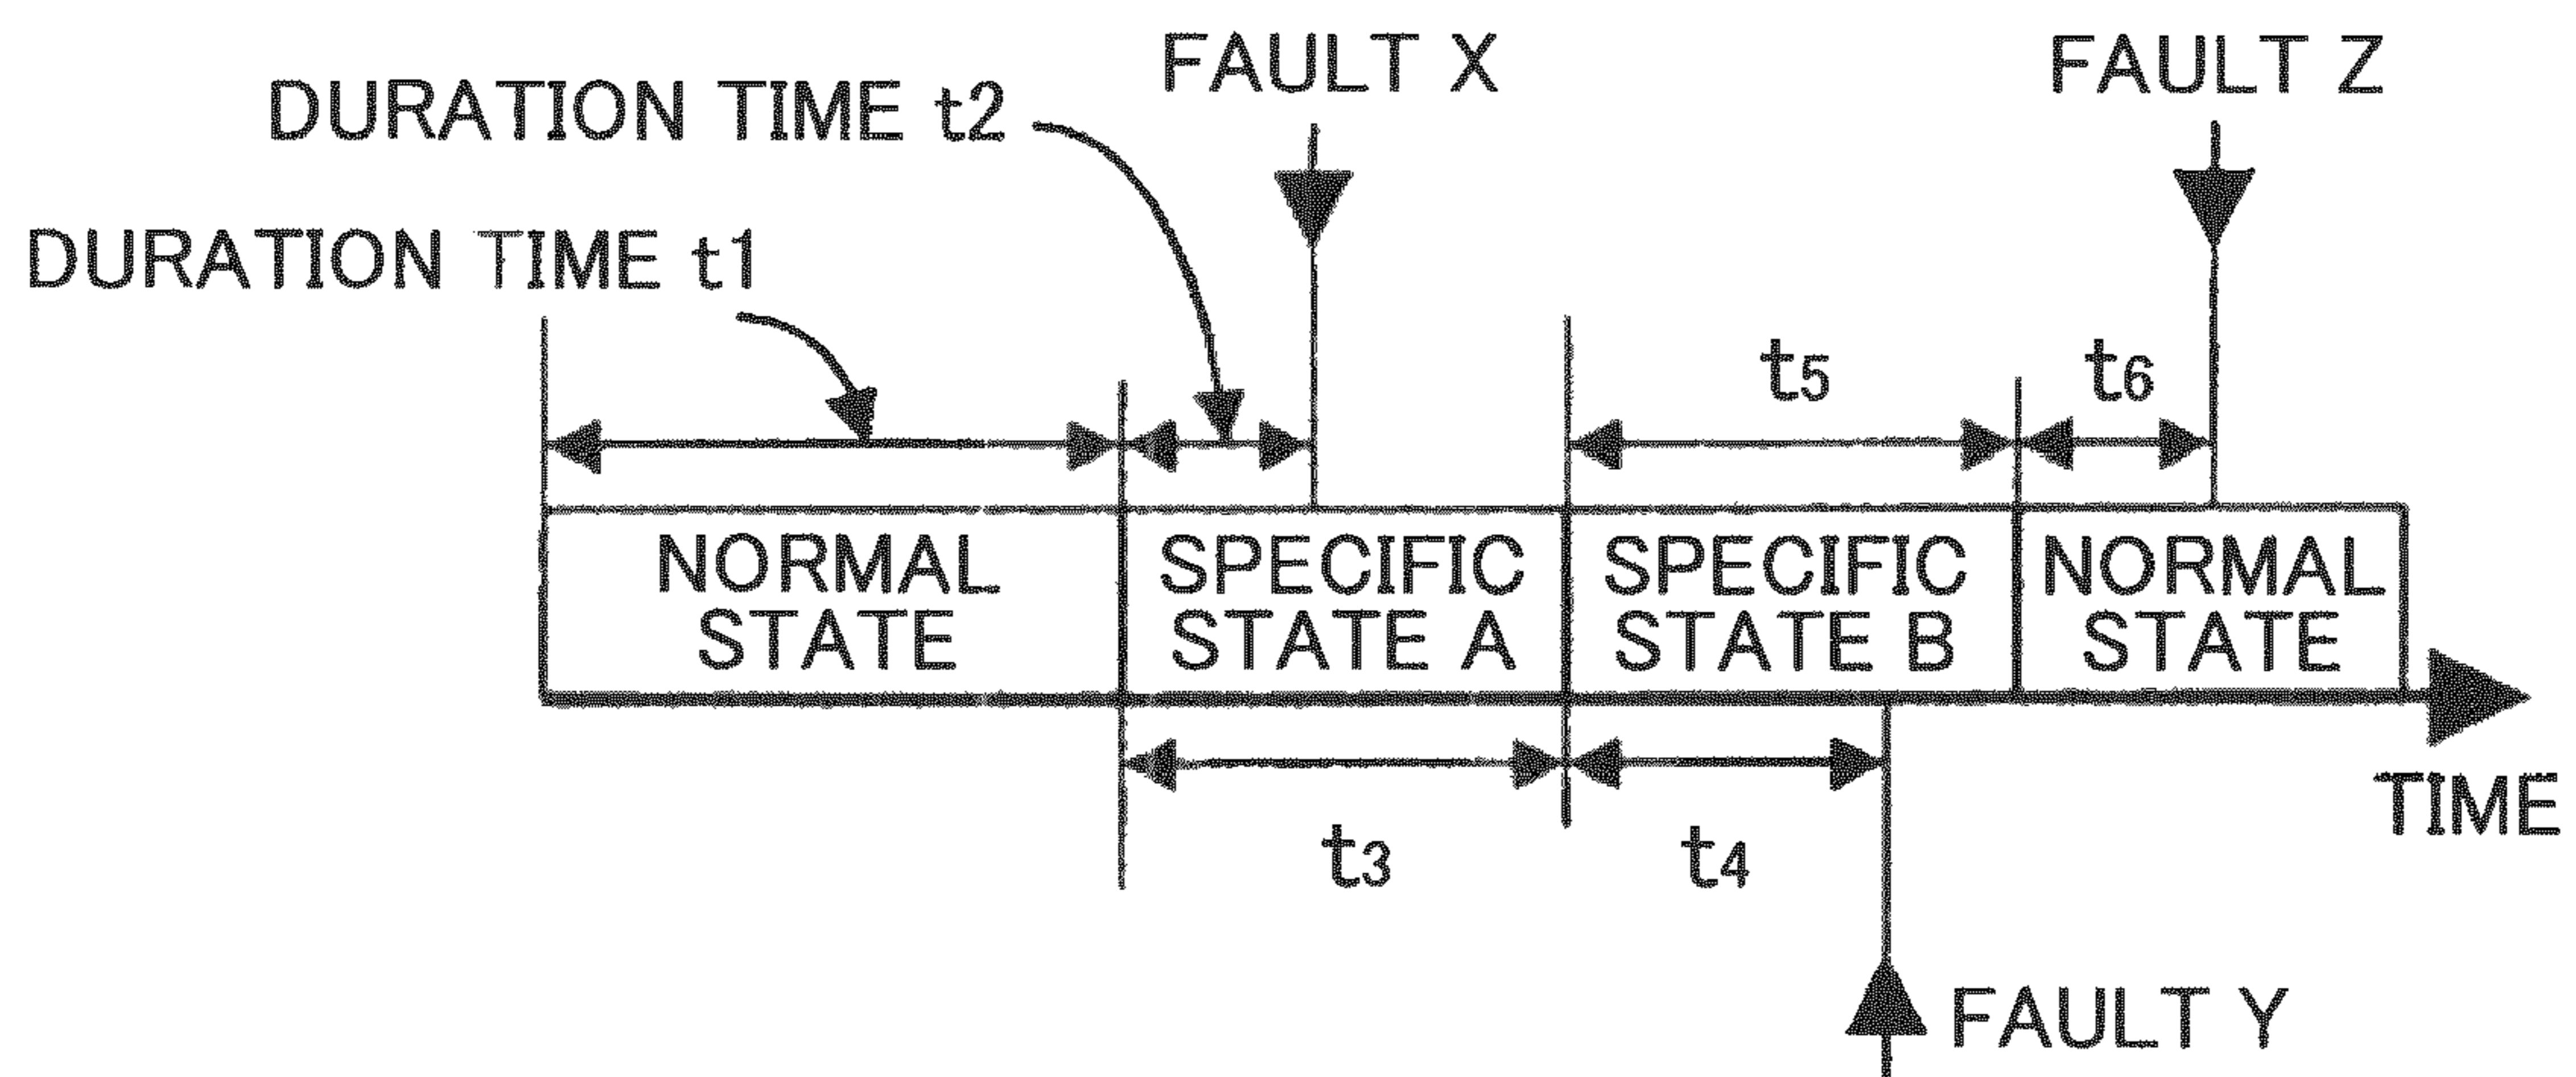 FAULT X
FAULT Z
DURATION TIME t2
DURATION TIME t1
t5
t6
NORMAL
STATE
SPECIFIC
STATE A
SPECIFIC
STATE B
NORMAL
STATE
TIME
t3
t4
FAULT Y